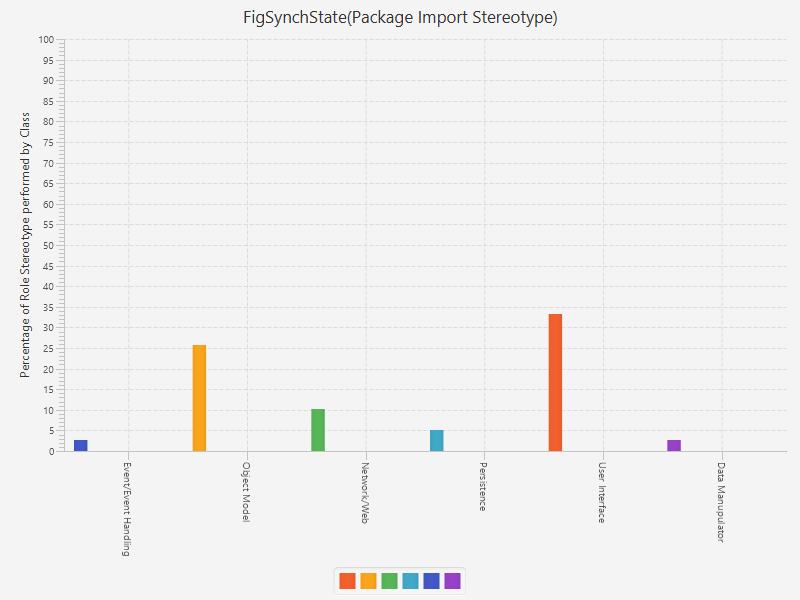 FigSynchState(Package Import Stereotype)
Percentage of Role Stereotype performed by Class
100
95
90
85
80
75
70
65
60
55
50
45
40
35
30
25
20
15
10
5
0
Event/Event Handling
Object Model
Network/Web
Persistence
User Interface
Data Manupulator